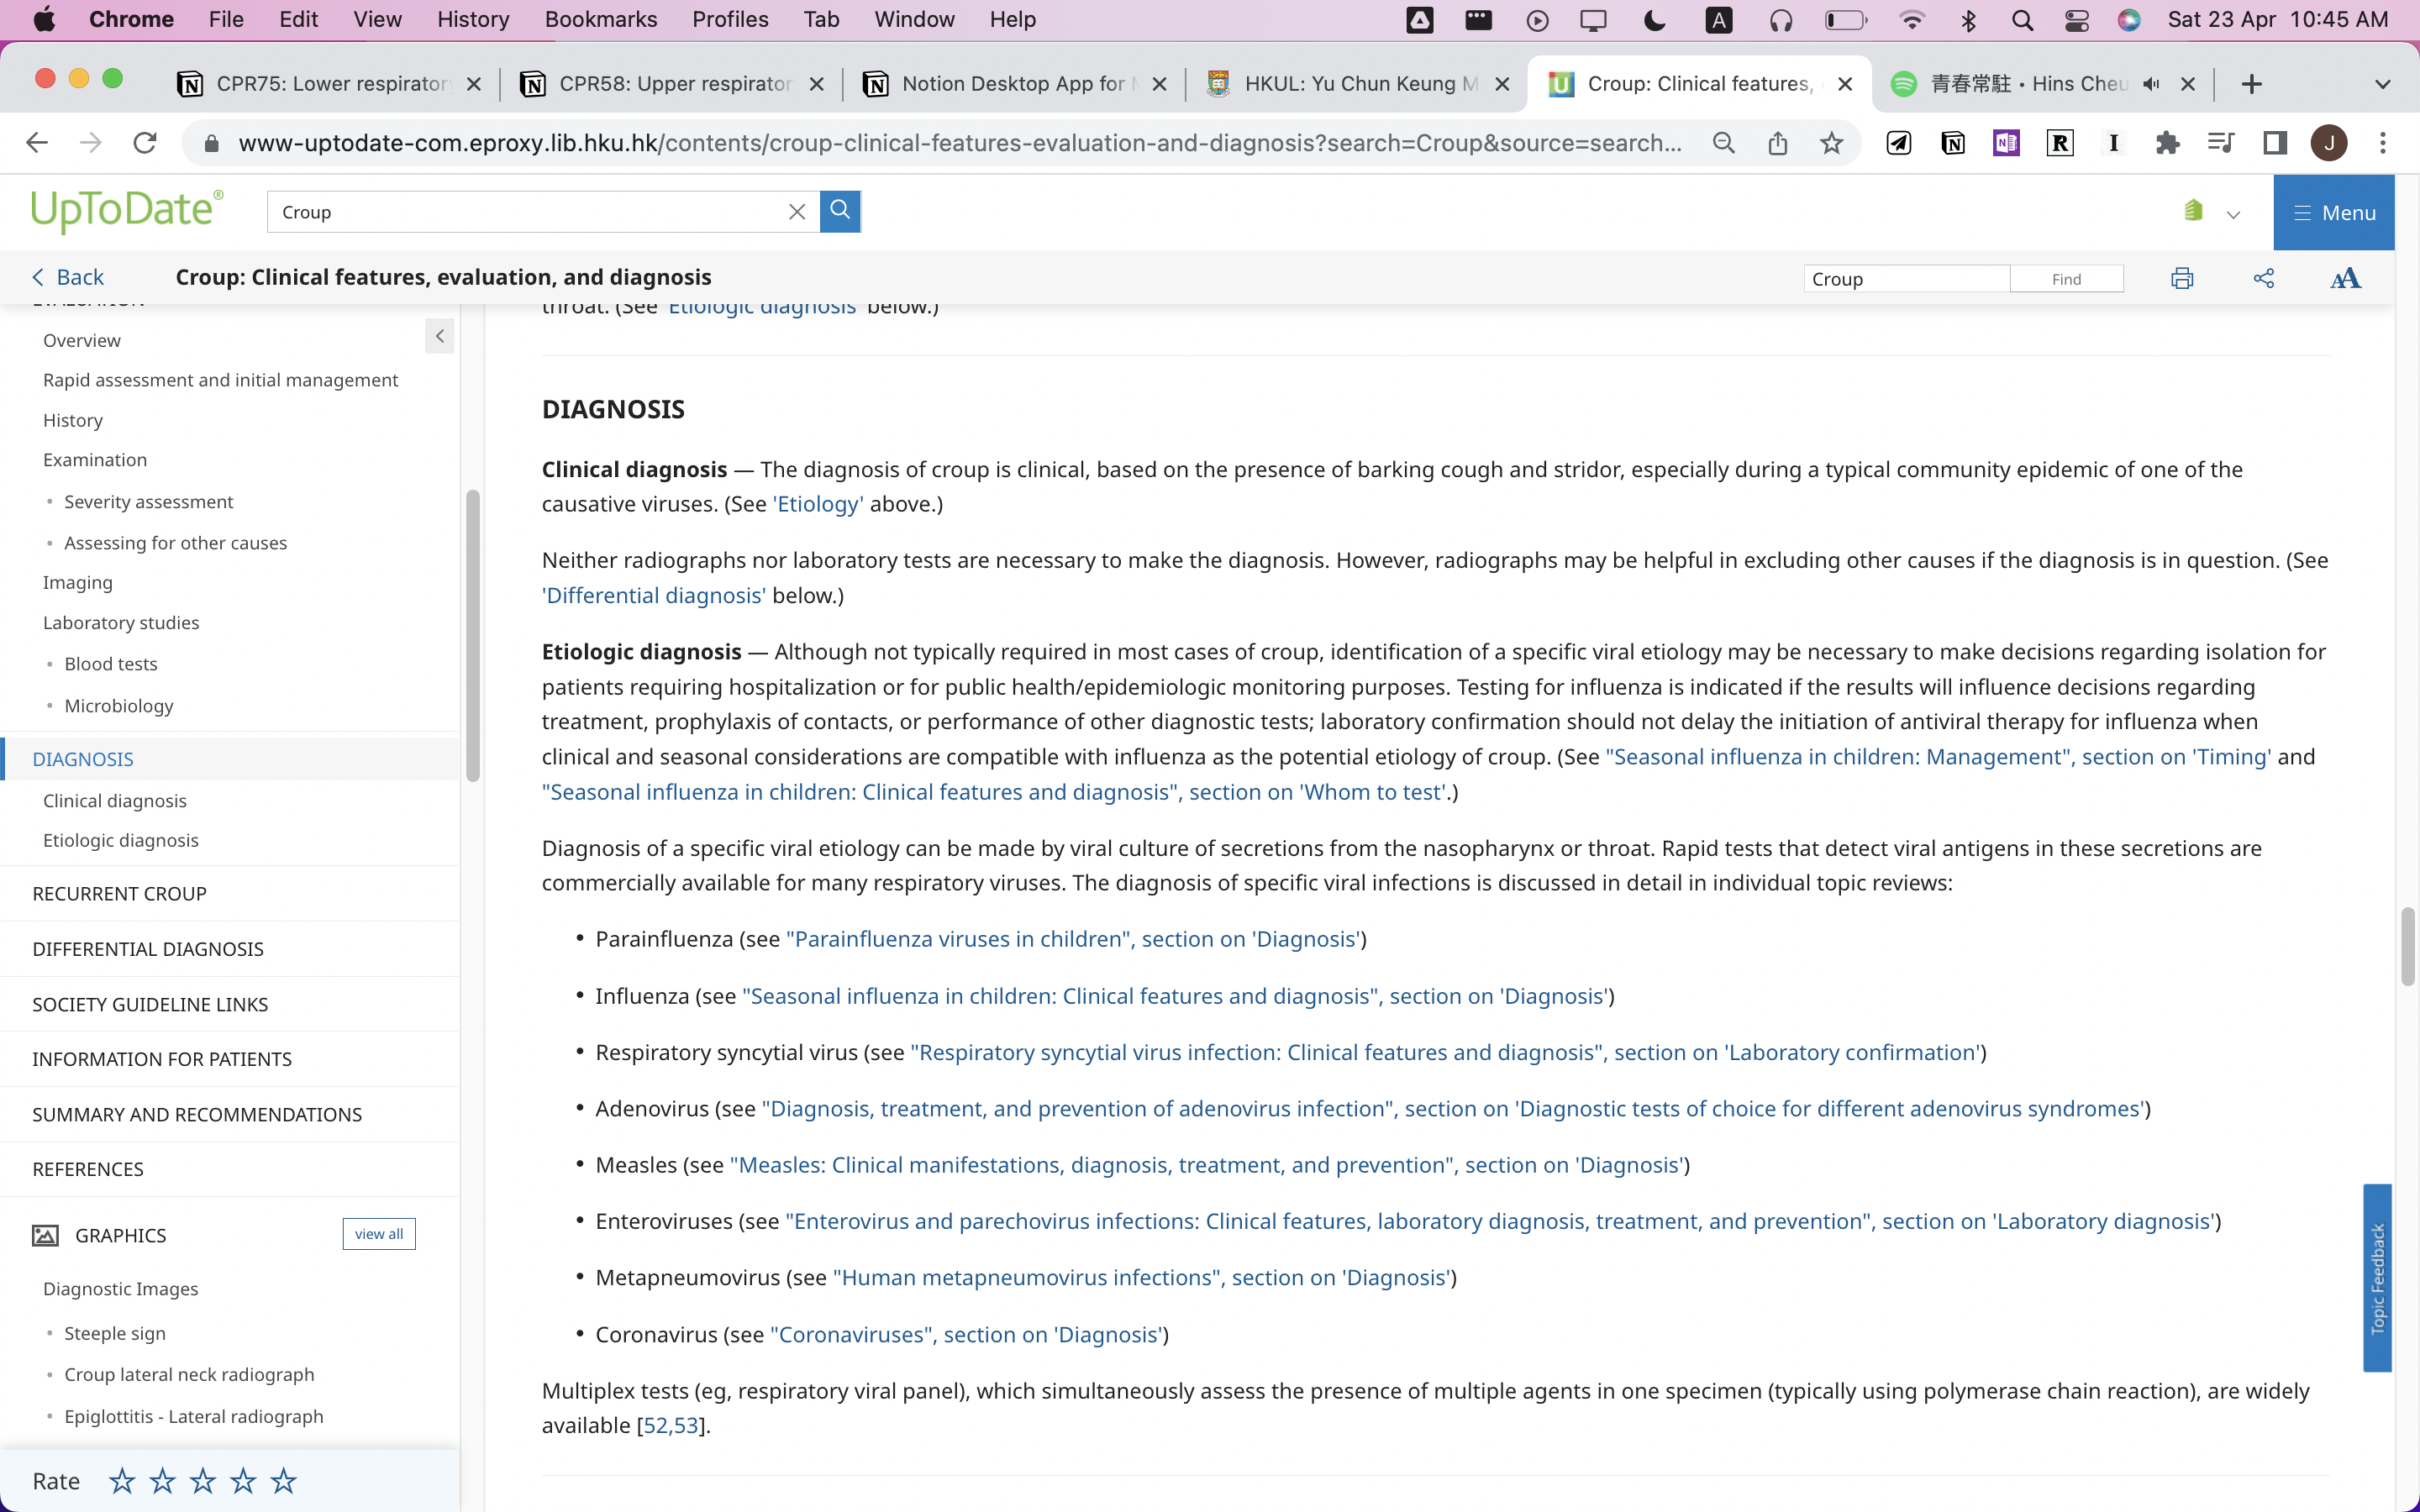 Chrome File Edit View History Bookmarks Profiles Tab Window Help A Sat 23 Apr 10:45 AM
CPR75: Lower respiratory CPR58: Upper respirator Notion Desktop App for HKUL: Yu Chun Keung M Croup: Clinical features, 青春常駐 • Hins Cheu
www-uptodate-com.eproxy.lib.hku.hk/contents/croup-clinical-features-evaluation-and-diagnosis?search=Croup&source=search... J
UpToDate® Croup Menu
Back Croup: Clinical features, evaluation, and diagnosis Croup Find AA
EVALUATION
Overview
Rapid assessment and initial management
History
Examination
• Severity assessment
• Assessing for other causes
Imaging
Laboratory studies
• Blood tests
• Microbiology
DIAGNOSIS
Clinical diagnosis
Etiologic diagnosis
RECURRENT CROUP
DIFFERENTIAL DIAGNOSIS
SOCIETY GUIDELINE LINKS
INFORMATION FOR PATIENTS
SUMMARY AND RECOMMENDATIONS
REFERENCES
GRAPHICS view all
Diagnostic Images
• Steeple sign
• Croup lateral neck radiograph
• Epiglottitis - Lateral radiograph
Rate
throat. (See 'Etiologic diagnosis' below.)
DIAGNOSIS
Clinical diagnosis — The diagnosis of croup is clinical, based on the presence of barking cough and stridor, especially during a typical community epidemic of one of the
causative viruses. (See 'Etiology' above.)
Neither radiographs nor laboratory tests are necessary to make the diagnosis. However, radiographs may be helpful in excluding other causes if the diagnosis is in question. (See
'Differential diagnosis' below.)
Etiologic diagnosis — Although not typically required in most cases of croup, identification of a specific viral etiology may be necessary to make decisions regarding isolation for
patients requiring hospitalization or for public health/epidemiologic monitoring purposes. Testing for influenza is indicated if the results will influence decisions regarding
treatment, prophylaxis of contacts, or performance of other diagnostic tests; laboratory confirmation should not delay the initiation of antiviral therapy for influenza when
clinical and seasonal considerations are compatible with influenza as the potential etiology of croup. (See "Seasonal influenza in children: Management", section on 'Timing' and
"Seasonal influenza in children: Clinical features and diagnosis", section on 'Whom to test'.)
Diagnosis of a specific viral etiology can be made by viral culture of secretions from the nasopharynx or throat. Rapid tests that detect viral antigens in these secretions are
commercially available for many respiratory viruses. The diagnosis of specific viral infections is discussed in detail in individual topic reviews:
• Parainfluenza (see "Parainfluenza viruses in children", section on 'Diagnosis')
• Influenza (see "Seasonal influenza in children: Clinical features and diagnosis", section on 'Diagnosis')
• Respiratory syncytial virus (see "Respiratory syncytial virus infection: Clinical features and diagnosis", section on 'Laboratory confirmation')
• Adenovirus (see "Diagnosis, treatment, and prevention of adenovirus infection", section on 'Diagnostic tests of choice for different adenovirus syndromes')
• Measles (see "Measles: Clinical manifestations, diagnosis, treatment, and prevention", section on 'Diagnosis')
• Enteroviruses (see "Enterovirus and parechovirus infections: Clinical features, laboratory diagnosis, treatment, and prevention", section on 'Laboratory diagnosis')
• Metapneumovirus (see "Human metapneumovirus infections", section on 'Diagnosis')
• Coronavirus (see "Coronaviruses", section on 'Diagnosis')
Multiplex tests (eg, respiratory viral panel), which simultaneously assess the presence of multiple agents in one specimen (typically using polymerase chain reaction), are widely
available [52,53].
Topic Feedback